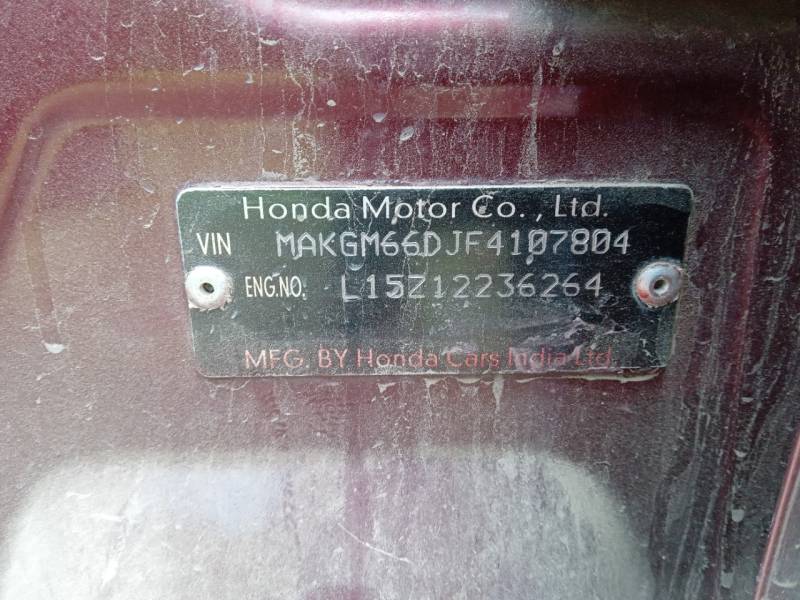 Honda Motor Co., Ltd.
VIN MAKGM66DJF4107804
ENG.NO. L15Z12236264
MFG. BY Honda Cars India Ltd.